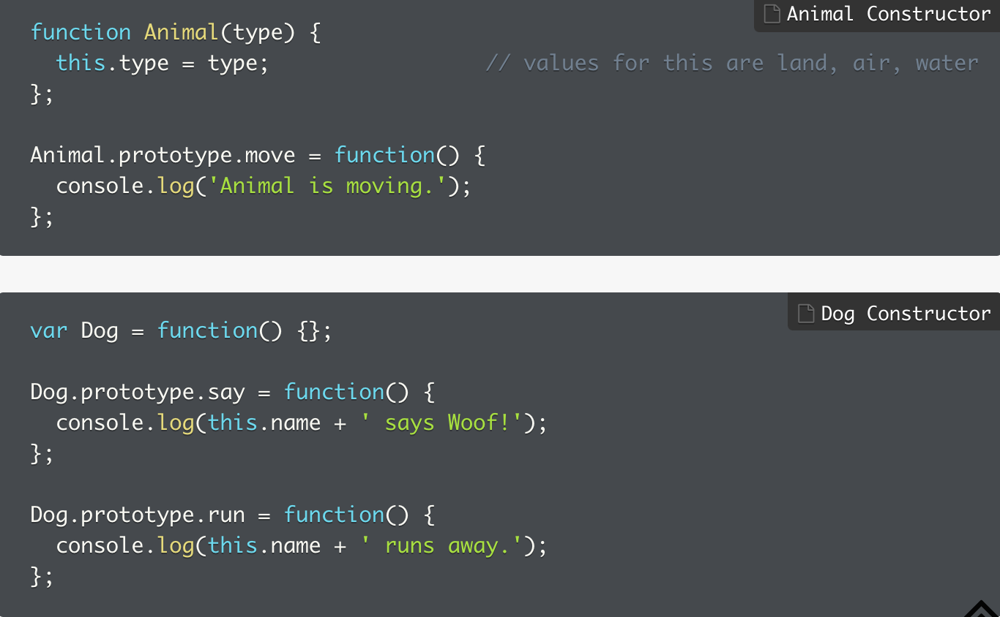 Animal Constructor
function Animal(type) {
  this.type = type;                 // values for this are land, air, water
};
Animal.prototype.move = function() {
  console.log('Animal is moving.');
};
Dog Constructor
var Dog = function() {};
Dog.prototype.say = function() {
  console.log(this.name + ' says Woof!');
};
Dog.prototype.run = function() {
  console.log(this.name + ' runs away.');
};